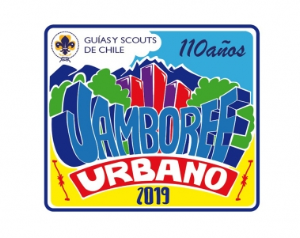 GUÍAS Y SCOUTS
DE CHILE
110 años
JAMBOREE
URBANO
2019